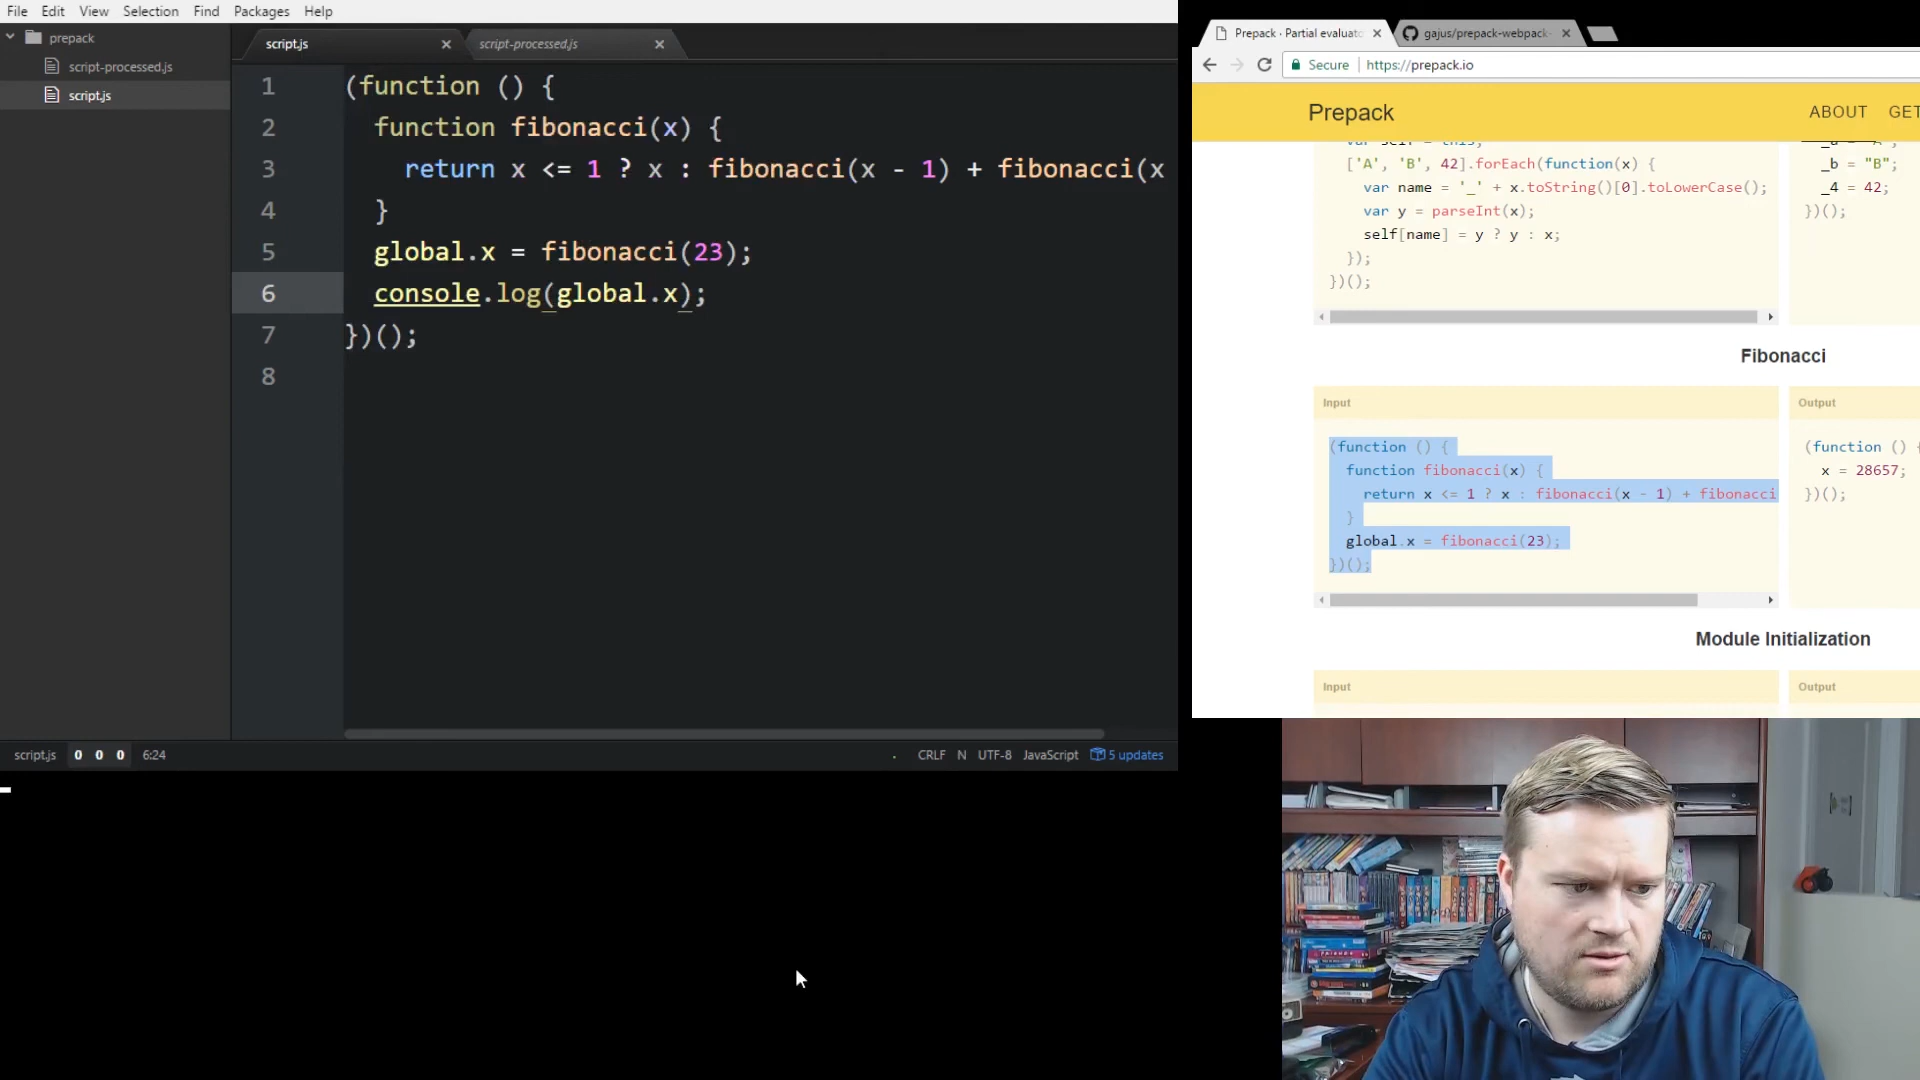 File Edit View Selection Find Packages Help
prepack
script-processed.js
script.js
script.js
script-processed.js
1 (function () {
2 function fibonacci(x) {
3 return x <= 1 ? x : fibonacci(x - 1) + fibonacci(x
4 }
5 global.x = fibonacci(23);
6 console.log(global.x);
7 })();
8
script.js 0 0 0 6:24
CRLF N UTF-8 JavaScript 5 updates
Prepack · Partial evaluato
gajus/prepack-webpack-
Secure https://prepack.io
Prepack
ABOUT GET
['A', 'B', 42].forEach(function(x) {
var name = '_' + x.toString()[0].toLowerCase();
var y = parseInt(x);
self[name] = y ? y : x;
});
})();
_b = "B";
_4 = 42;
})();
Fibonacci
Input
(function () {
function fibonacci(x) {
return x <= 1 ? x : fibonacci(x - 1) + fibonacci
}
global.x = fibonacci(23);
})();
Output
(function () {
x = 28657;
})();
Module Initialization
Input
Output